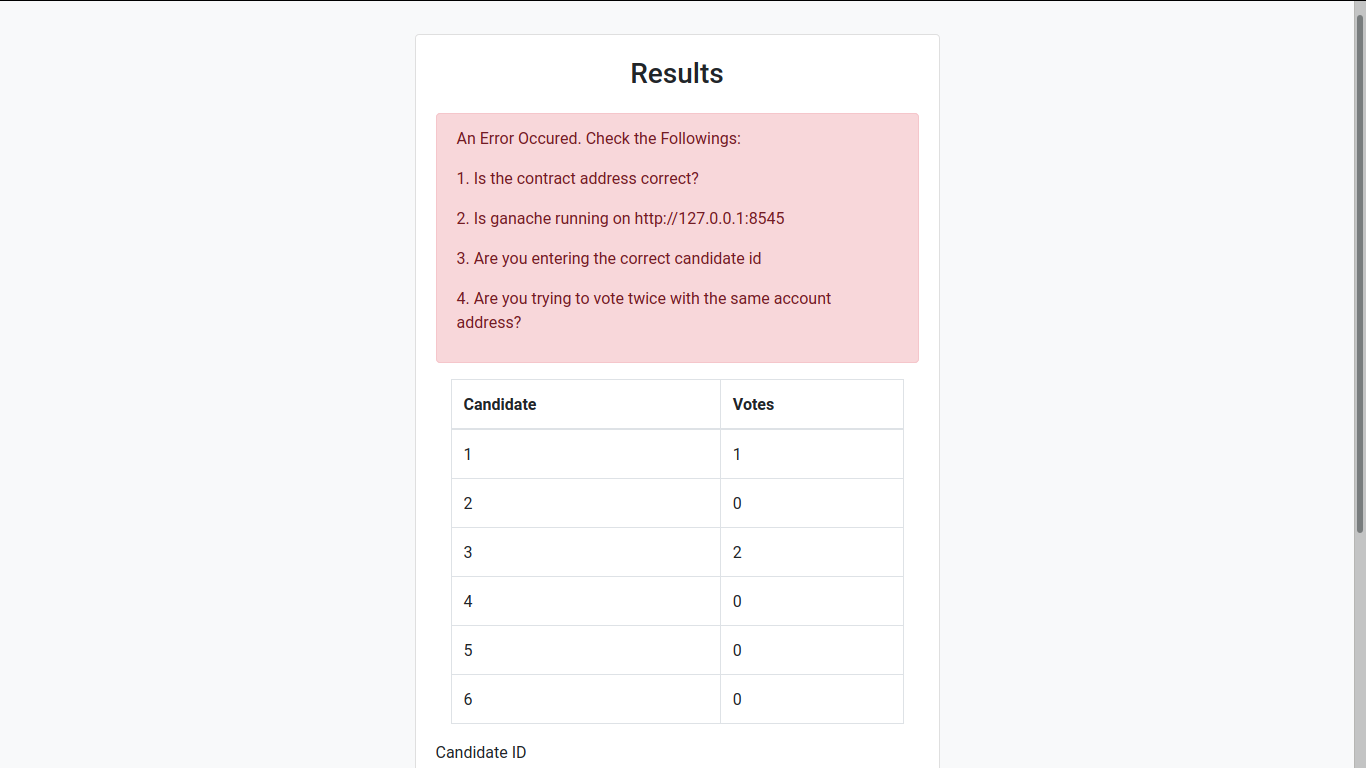 Results
An Error Occured. Check the Followings:
1. Is the contract address correct?
2. Is ganache running on http://127.0.0.1:8545
3. Are you entering the correct candidate id
4. Are you trying to vote twice with the same account
address?
Candidate Votes
1 1
2 0
3 2
4 0
5 0
6 0
Candidate ID